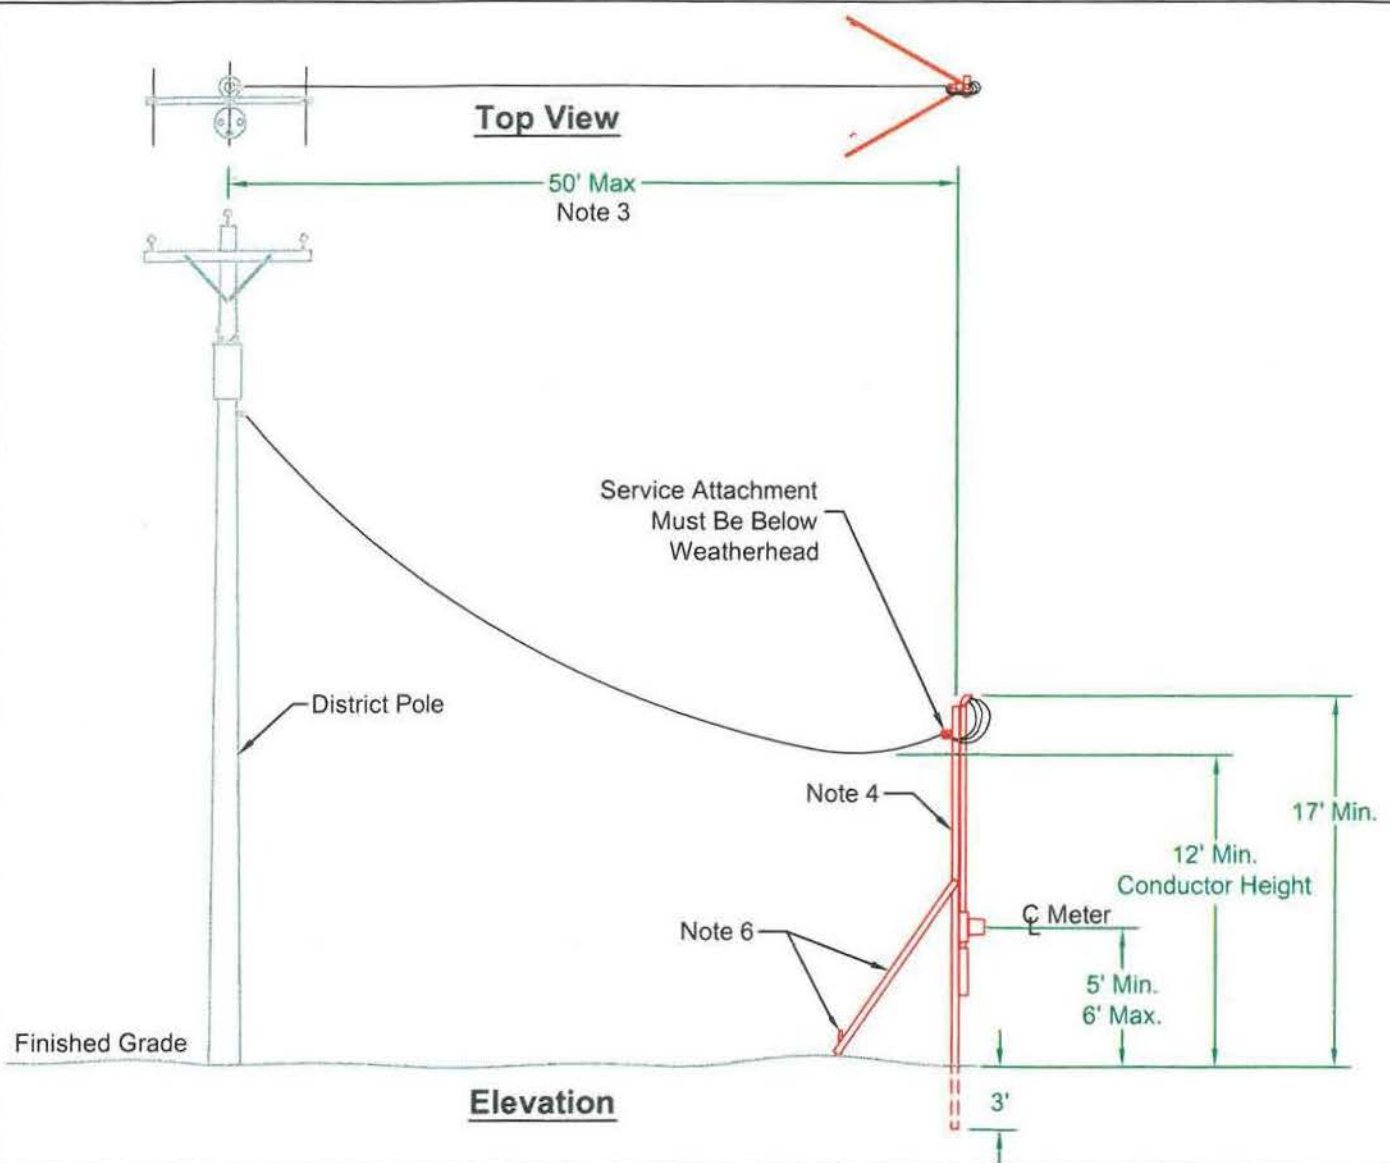 Top View
50' Max
Note 3
Service Attachment
Must Be Below
Weatherhead
District Pole
Note 4
17' Min.
12' Min.
Conductor Height
℄ Meter
Note 6
5' Min.
6' Max.
Finished Grade
3'
Elevation